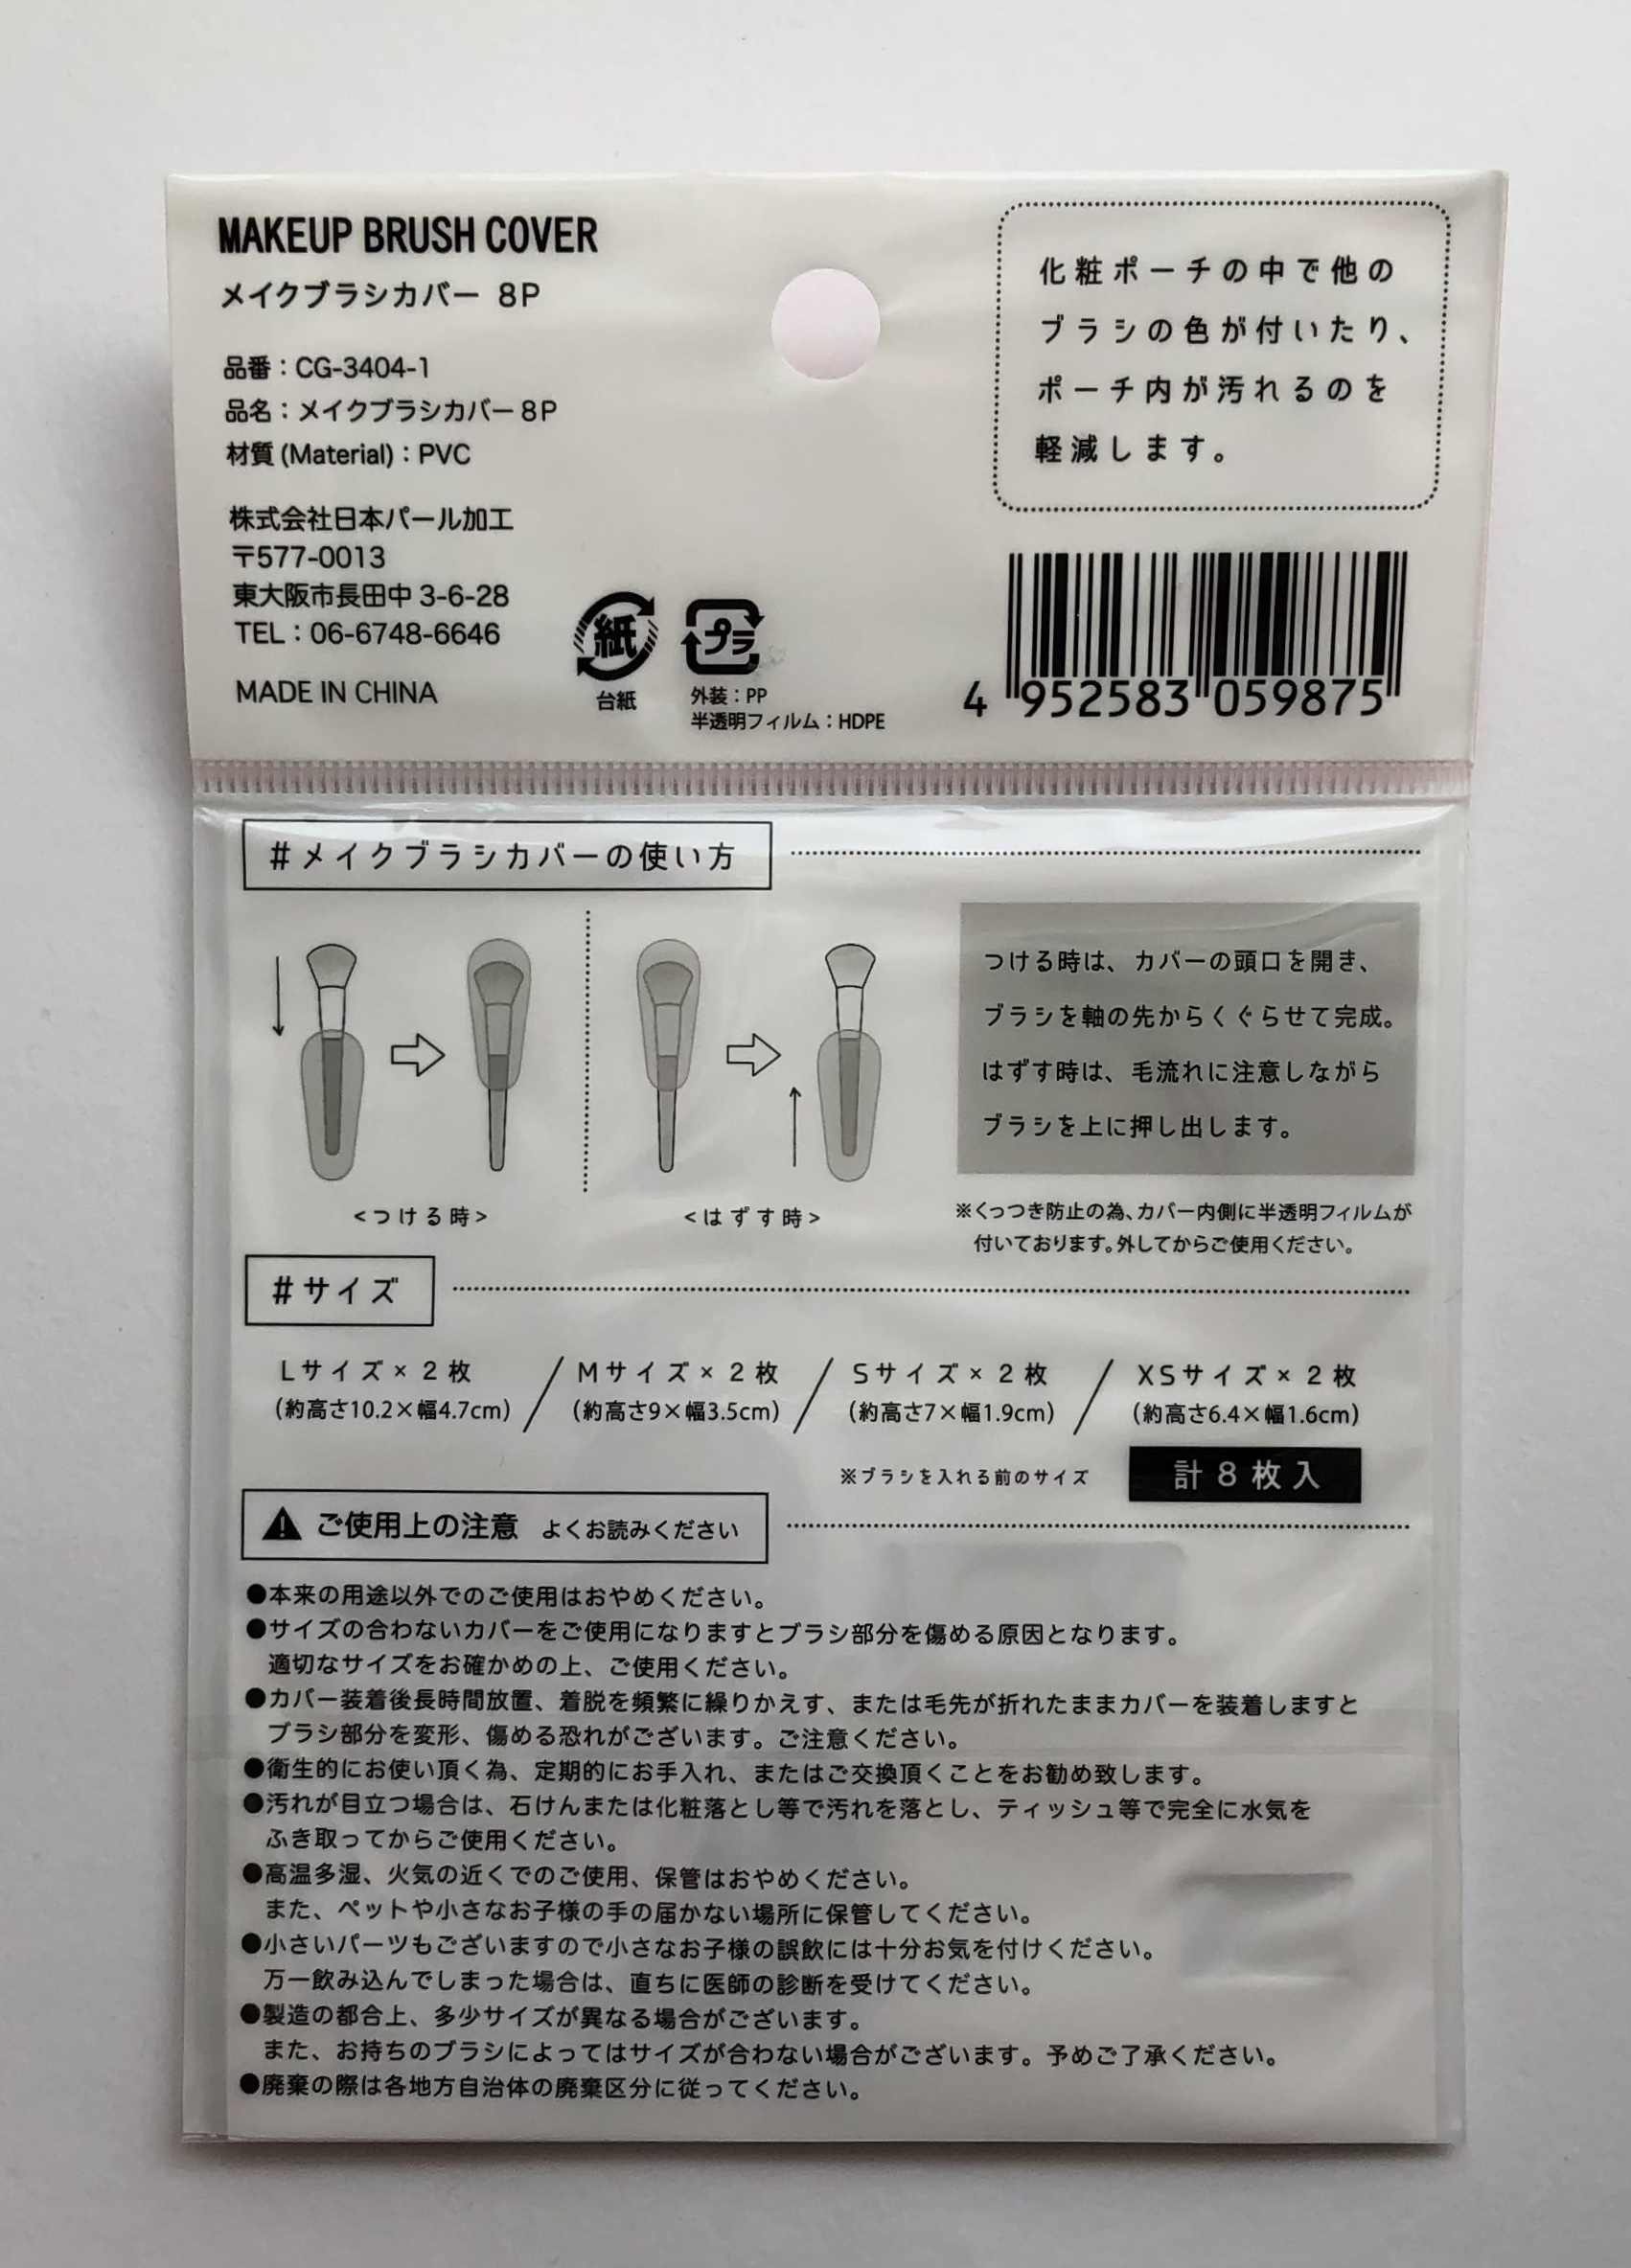 MAKEUP BRUSH COVER
メイクブラシカバー 8P
品番：CG-3404-1
品名：メイクブラシカバー8P
材質 (Material)：PVC
株式会社日本パール加工
〒577-0013
東大阪市長田中 3-6-28
TEL：06-6748-6646
MADE IN CHINA
紙
台紙
プラ
外装：PP
半透明フィルム：HDPE
化粧ポーチの中で他の
ブラシの色が付いたり、
ポーチ内が汚れるのを
軽減します。
4 952583 059875
#メイクブラシカバーの使い方
<つける時>
<はずす時>
つける時は、カバーの頭口を開き、
ブラシを軸の先からくぐらせて完成。
はずす時は、毛流れに注意しながら
ブラシを上に押し出します。
※くっつき防止の為、カバー内側に半透明フィルムが
付いております。外してからご使用ください。
#サイズ
Lサイズ×2枚 / Mサイズ×2枚 / Sサイズ×2枚 / XSサイズ×2枚
(約高さ10.2×幅4.7cm) (約高さ9×幅3.5cm) (約高さ7×幅1.9cm) (約高さ6.4×幅1.6cm)
※ブラシを入れる前のサイズ 計8枚入
ご使用上の注意 よくお読みください
●本来の用途以外でのご使用はおやめください。
●サイズの合わないカバーをご使用になりますとブラシ部分を傷める原因となります。
適切なサイズをお確かめの上、ご使用ください。
●カバー装着後長時間放置、着脱を頻繁に繰りかえす、または毛先が折れたままカバーを装着しますと
ブラシ部分を変形、傷める恐れがございます。ご注意ください。
●衛生的にお使い頂く為、定期的にお手入れ、またはご交換頂くことをお勧め致します。
●汚れが目立つ場合は、石けんまたは化粧落とし等で汚れを落とし、ティッシュ等で完全に水気を
ふき取ってからご使用ください。
●高温多湿、火気の近くでのご使用、保管はおやめください。
また、ペットや小さなお子様の手の届かない場所に保管してください。
●小さいパーツもございますので小さなお子様の誤飲には十分お気を付けください。
万一飲み込んでしまった場合は、直ちに医師の診断を受けてください。
●製造の都合上、多少サイズが異なる場合がございます。
また、お持ちのブラシによってはサイズが合わない場合がございます。予めご了承ください。
●廃棄の際は各地方自治体の廃棄区分に従ってください。